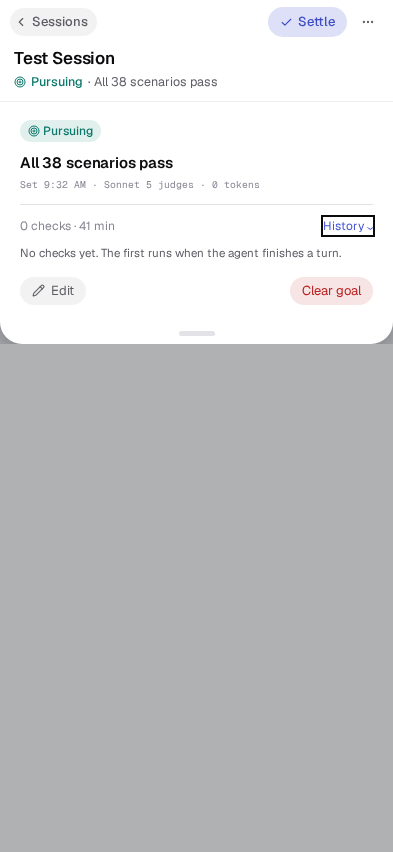 Sessions
Settle
Test Session
Pursuing · All 38 scenarios pass
Pursuing
All 38 scenarios pass
Set 9:32 AM · Sonnet 5 judges · 0 tokens
0 checks · 41 min
History
No checks yet. The first runs when the agent finishes a turn.
Edit
Clear goal